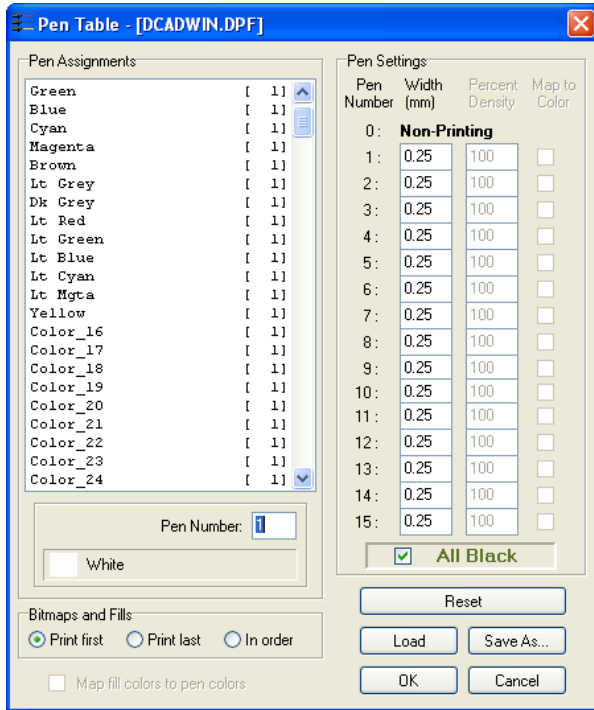 Pen Table - [DCADWIN.DPF]
Pen Assignments
Green [ 1]
Blue [ 1]
Cyan [ 1]
Magenta [ 1]
Brown [ 1]
Lt Grey [ 1]
Dk Grey [ 1]
Lt Red [ 1]
Lt Green [ 1]
Lt Blue [ 1]
Lt Cyan [ 1]
Lt Mgta [ 1]
Yellow [ 1]
Color_16 [ 1]
Color_17 [ 1]
Color_18 [ 1]
Color_19 [ 1]
Color_20 [ 1]
Color_21 [ 1]
Color_22 [ 1]
Color_23 [ 1]
Color_24 [ 1]
Pen Number: 1
White
Bitmaps and Fills
Print first Print last In order
Map fill colors to pen colors
Pen Settings
Pen Width Percent Map to
Number (mm) Density Color
0: Non-Printing
1: 0.25 100
2: 0.25 100
3: 0.25 100
4: 0.25 100
5: 0.25 100
6: 0.25 100
7: 0.25 100
8: 0.25 100
9: 0.25 100
10: 0.25 100
11: 0.25 100
12: 0.25 100
13: 0.25 100
14: 0.25 100
15: 0.25 100
All Black
Reset
Load Save As...
OK Cancel